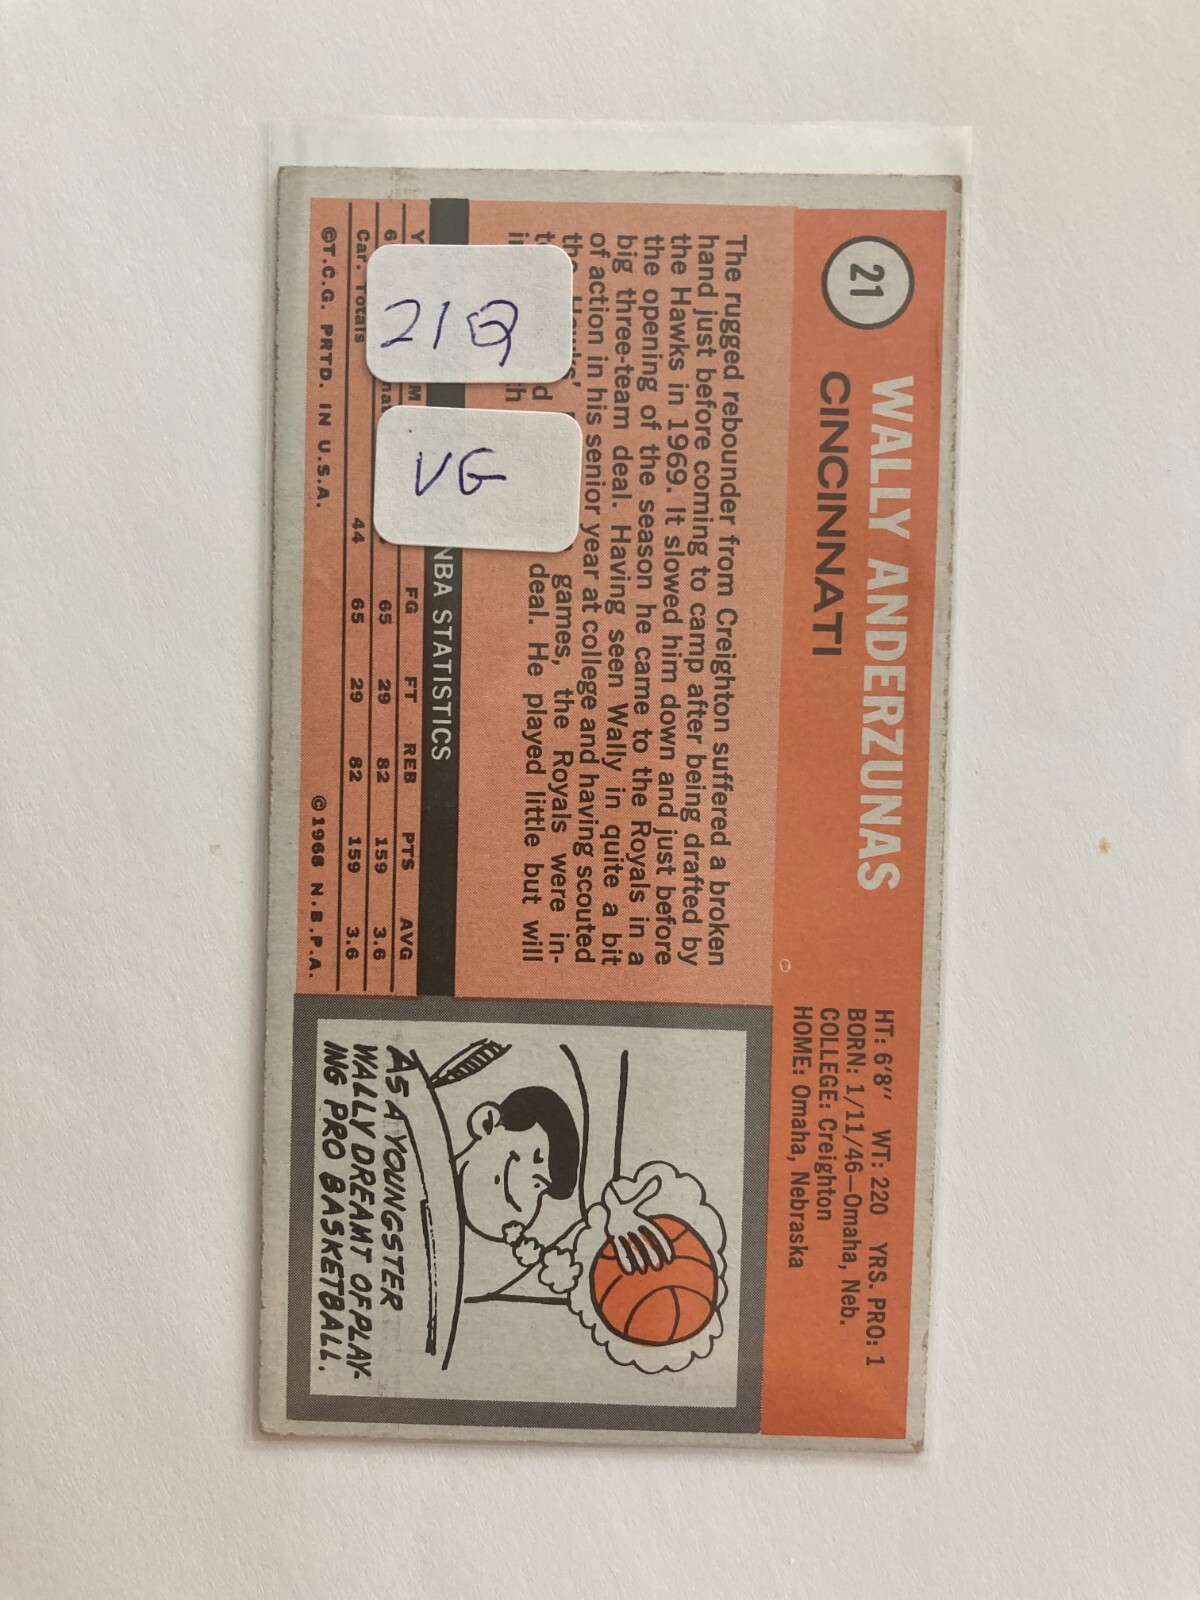 21
WALLY ANDERZUNAS
CINCINNATI
HT: 6'8" WT: 220 YRS. PRO: 1
BORN: 1/11/46—Omaha, Neb.
COLLEGE: Creighton
HOME: Omaha, Nebraska
The rugged rebounder from Creighton suffered a broken
hand just before coming to camp after being drafted by
the Hawks in 1969. It slowed him down and just before
the opening of the season he came to the Royals in a
big three-team deal. Having seen Wally in quite a bit
of action in his senior year at college and having scouted
the Hawks' games, the Royals were in-
deal. He played little but will
NBA STATISTICS
FG FT REB PTS AVG
65 29 82 159 3.6
Car. Totals 44 65 29 82 159 3.6
©T.C.G. PRTD. IN U.S.A. ©1968 N.B.P.A.
21
VG
AS A YOUNGSTER
WALLY DREAMT OF PLAY-
ING PRO BASKETBALL.